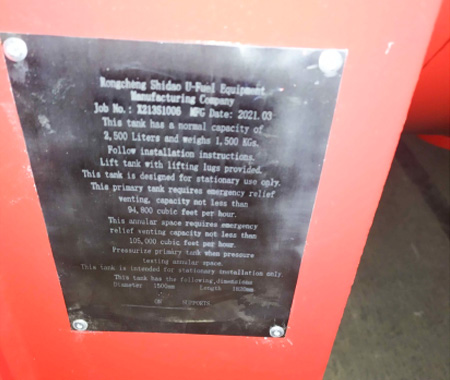 Rongcheng Shidao U-Fuel Equipment
Manufacturing Company
Job No.: X21351006 MFG Date: 2021.03
This tank has a normal capacity of
2,500 Liters and weighs 1,500 KGs.
Follow installation instructions.
Lift tank with lifting lugs provided.
This tank is designed for stationary use only.
This primary tank requires emergency relief
venting, capacity not less than
94,800 cubic feet per hour.
This annular space requires emergency
relief venting capacity not less than
105,000 cubic feet per hour.
Pressurize primary tank when pressure
testing annular space.
This tank is intended for stationary installation only
This tank has the following dimensions
Diameter 1500mm Length 1620mm
ON SUPPORTS